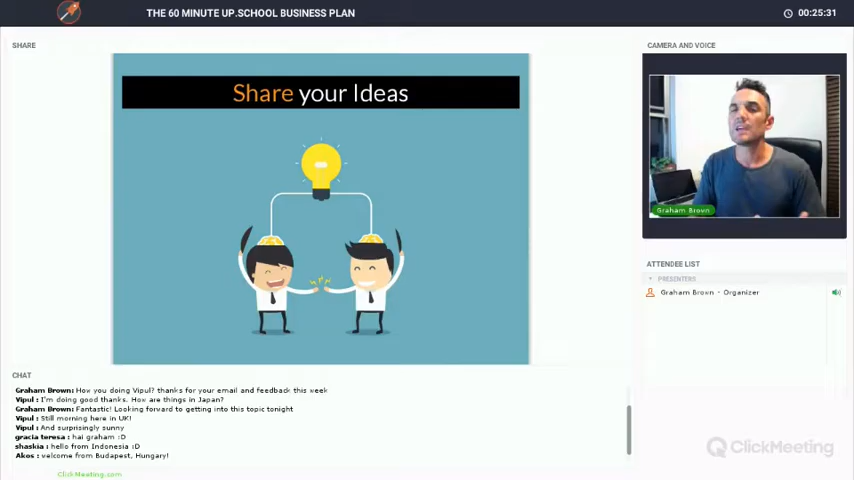 THE 60 MINUTE UP.SCHOOL BUSINESS PLAN
00:25:31
SHARE
Share your Ideas
CAMERA AND VOICE
Graham Brown
ATTENDEE LIST
PRESENTERS
Graham Brown - Organizer
CHAT
Graham Brown: How you doing Vipul? thanks for your email and feedback this week
Vipul : I'm doing good thanks. How are things in Japan?
Graham Brown: Fantastic! Looking forward to getting into this topic tonight
Vipul : Still morning here in UK!
Vipul : And surprisingly sunny
gracia teresa : hai graham :D
shaskia : hello from Indonesia :D
Akos : welcome from Budapest, Hungary!
ClickMeeting.com
ClickMeeting